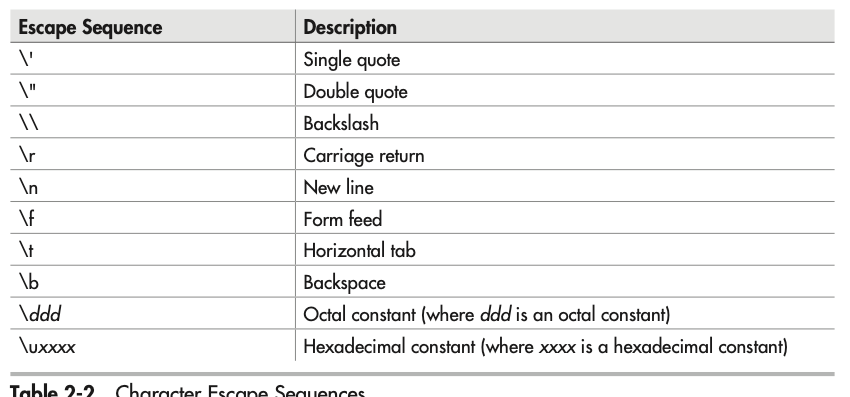 Escape Sequence Description
\' Single quote
\" Double quote
\\ Backslash
\r Carriage return
\n New line
\f Form feed
\t Horizontal tab
\b Backspace
\ddd Octal constant (where ddd is an octal constant)
\uxxxx Hexadecimal constant (where xxxx is a hexadecimal constant)
Table 2-2 Character Escape Sequences